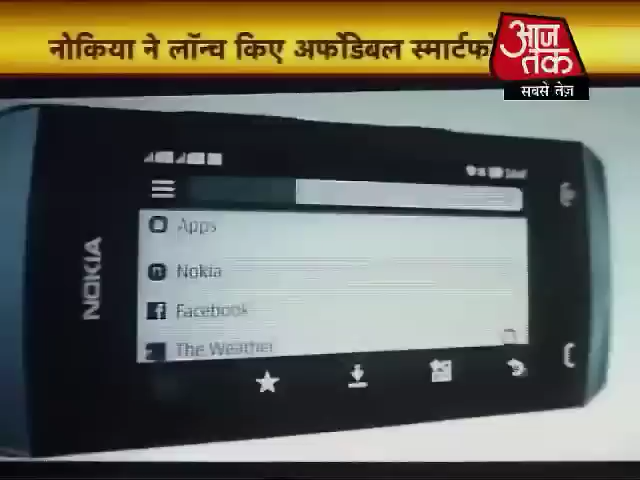 नोकिया ने लॉन्च किए अफोर्डेबल स्मार्टफो
आज
तक
सबसे तेज़
NOKIA
Apps
Nokia
Facebook
The Weather